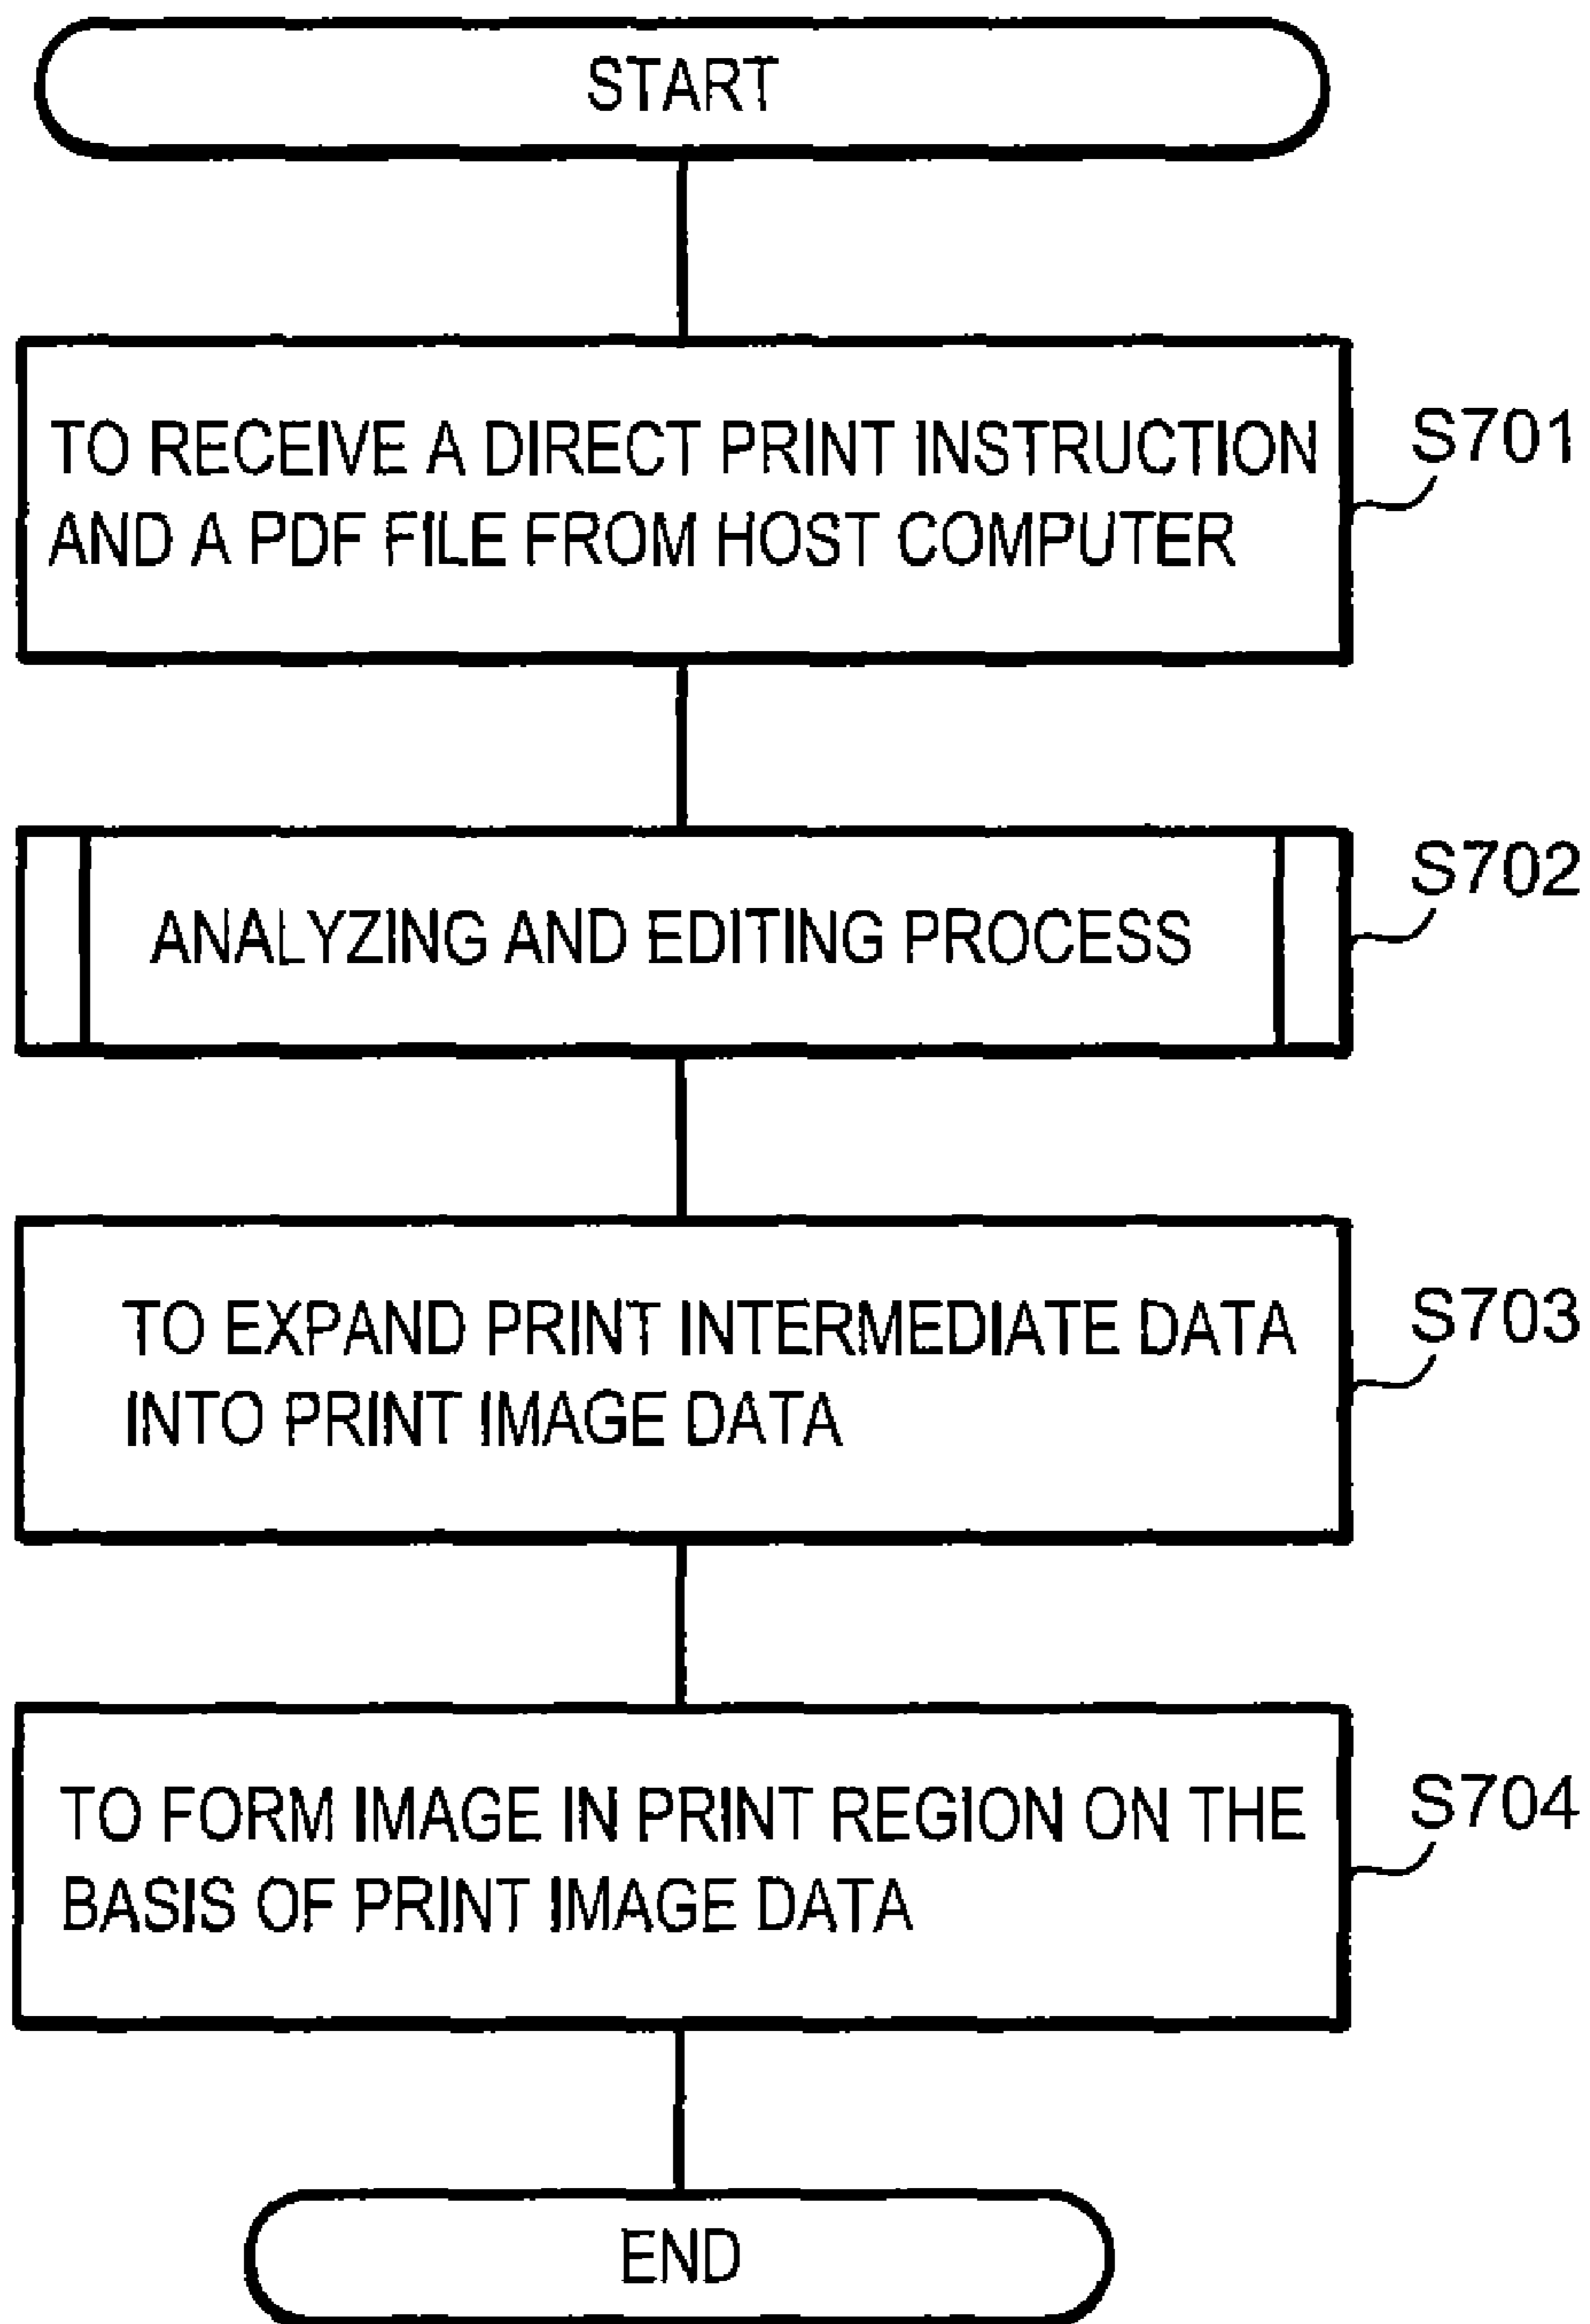 START
TO RECEIVE A DIRECT PRINT INSTRUCTION
AND A PDF FILE FROM HOST COMPUTER
S701
ANALYZING AND EDITING PROCESS
S702
TO EXPAND PRINT INTERMEDIATE DATA
INTO PRINT IMAGE DATA
S703
TO FORM IMAGE IN PRINT REGION ON THE
BASIS OF PRINT IMAGE DATA
S704
END